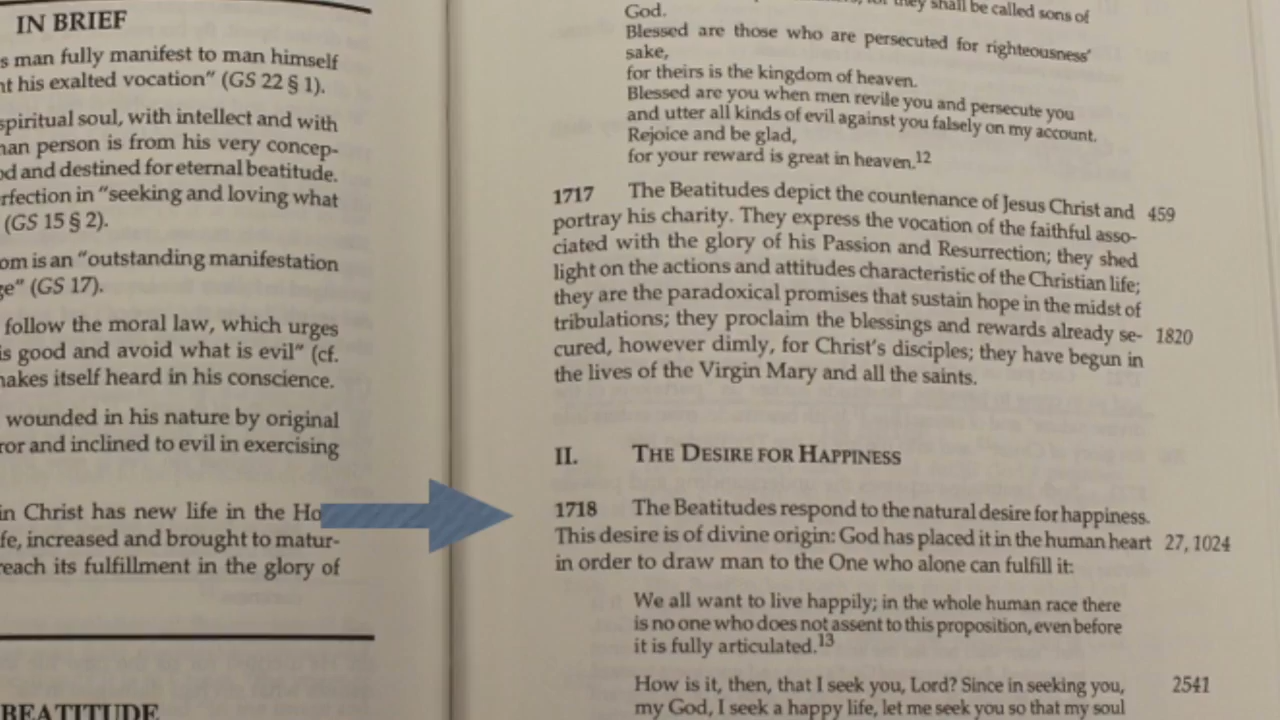 IN BRIEF
s man fully manifest to man himself
nt his exalted vocation” (GS 22 § 1).
spiritual soul, with intellect and with
nan person is from his very concep-
od and destined for eternal beatitude.
rfection in “seeking and loving what
(GS 15 § 2).
om is an “outstanding manifestation
ge” (GS 17).
follow the moral law, which urges
is good and avoid what is evil” (cf.
nakes itself heard in his conscience.
wounded in his nature by original
ror and inclined to evil in exercising
in Christ has new life in the Ho
fe, increased and brought to matur-
reach its fulfillment in the glory of
BEATITUDE
they shall be called sons of
God.
Blessed are those who are persecuted for righteousness’
sake,
for theirs is the kingdom of heaven.
Blessed are you when men revile you and persecute you
and utter all kinds of evil against you falsely on my account.
Rejoice and be glad,
for your reward is great in heaven.12
1717 The Beatitudes depict the countenance of Jesus Christ and 459
portray his charity. They express the vocation of the faithful asso-
ciated with the glory of his Passion and Resurrection; they shed
light on the actions and attitudes characteristic of the Christian life;
they are the paradoxical promises that sustain hope in the midst of
tribulations; they proclaim the blessings and rewards already se- 1820
cured, however dimly, for Christ’s disciples; they have begun in
the lives of the Virgin Mary and all the saints.
II. THE DESIRE FOR HAPPINESS
1718 The Beatitudes respond to the natural desire for happiness.
This desire is of divine origin: God has placed it in the human heart 27, 1024
in order to draw man to the One who alone can fulfill it:
We all want to live happily; in the whole human race there
is no one who does not assent to this proposition, even before
it is fully articulated.13
How is it, then, that I seek you, Lord? Since in seeking you, 2541
my God, I seek a happy life, let me seek you so that my soul